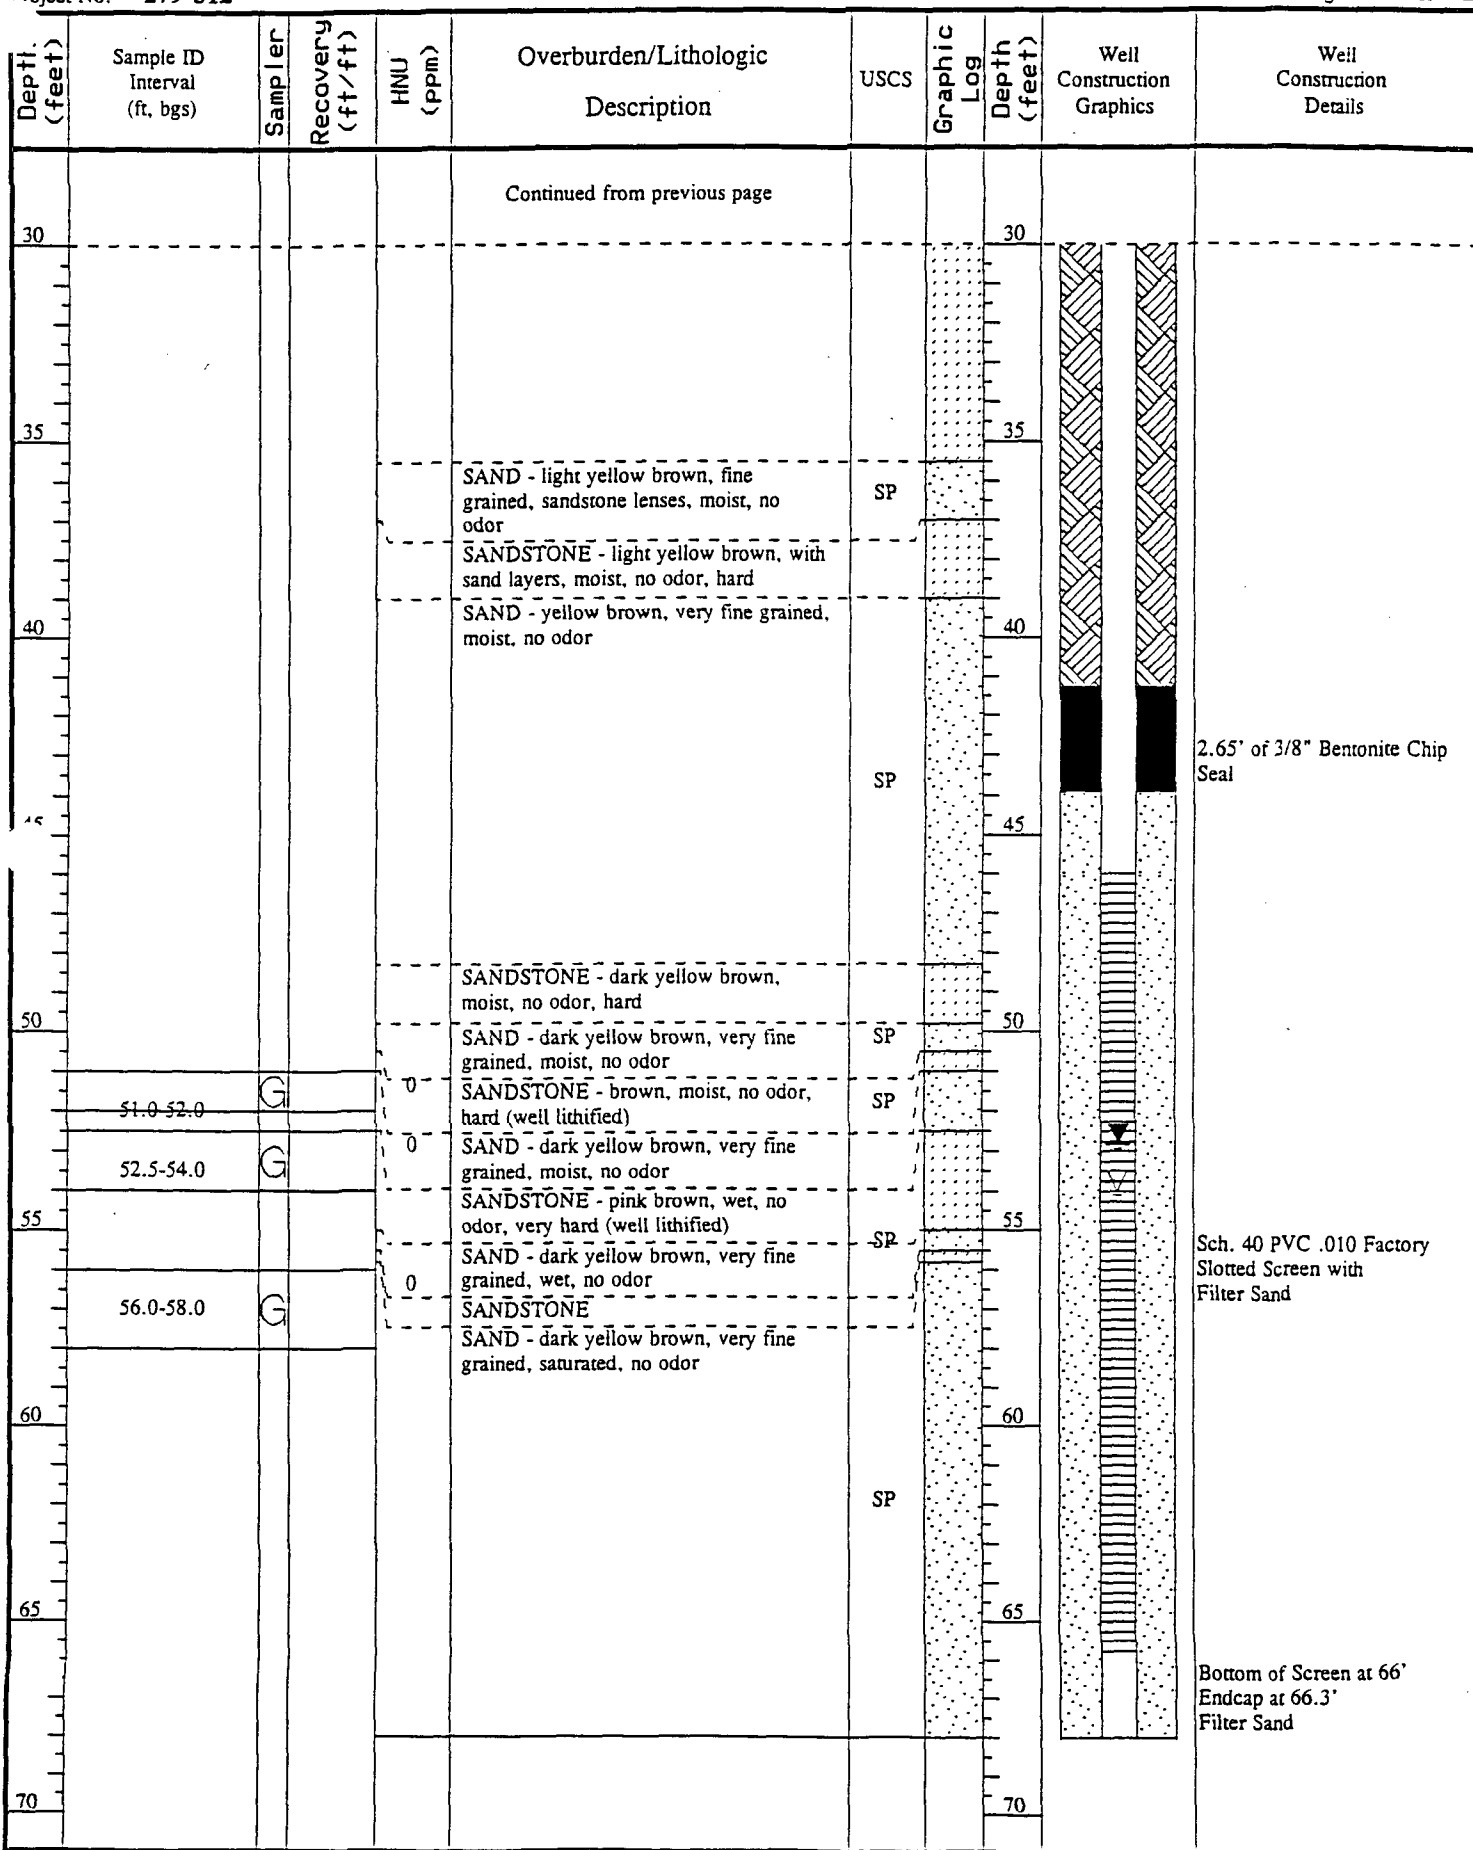 Project No. 279-312
Depth (feet)
Sample ID
Interval
(ft, bgs)
Sampler
Recovery (ft/ft)
HNU (ppm)
Overburden/Lithologic
Description
USCS
Graphic Log
Depth (feet)
Well
Construction
Graphics
Well
Construction
Details
Continued from previous page
30
30
35
35
SAND - light yellow brown, fine
grained, sandstone lenses, moist, no
odor
SP
SANDSTONE - light yellow brown, with
sand layers, moist, no odor, hard
SAND - yellow brown, very fine grained,
moist, no odor
40
40
2.65' of 3/8" Bentonite Chip
Seal
SP
45
45
SANDSTONE - dark yellow brown,
moist, no odor, hard
50
50
SAND - dark yellow brown, very fine
grained, moist, no odor
SP
51.0-52.0
G
0
SANDSTONE - brown, moist, no odor,
hard (well lithified)
SP
52.5-54.0
G
0
SAND - dark yellow brown, very fine
grained, moist, no odor
SANDSTONE - pink brown, wet, no
odor, very hard (well lithified)
55
55
SP
SAND - dark yellow brown, very fine
grained, wet, no odor
Sch. 40 PVC .010 Factory
Slotted Screen with
Filter Sand
56.0-58.0
G
0
SANDSTONE
SAND - dark yellow brown, very fine
grained, saturated, no odor
60
60
SP
65
65
Bottom of Screen at 66'
Endcap at 66.3'
Filter Sand
70
70